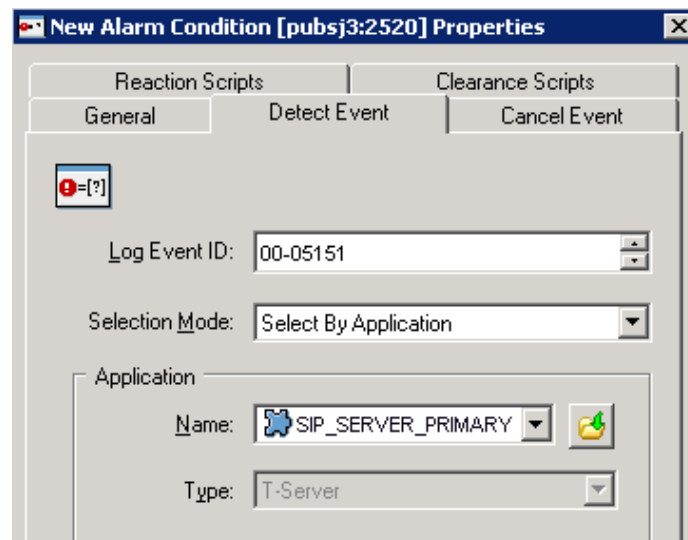 New Alarm Condition [pubsj3:2520] Properties
Reaction Scripts Clearance Scripts
General Detect Event Cancel Event
!=[?]
Log Event ID: 00-05151
Selection Mode: Select By Application
Application
Name: SIP_SERVER_PRIMARY
Type: T-Server